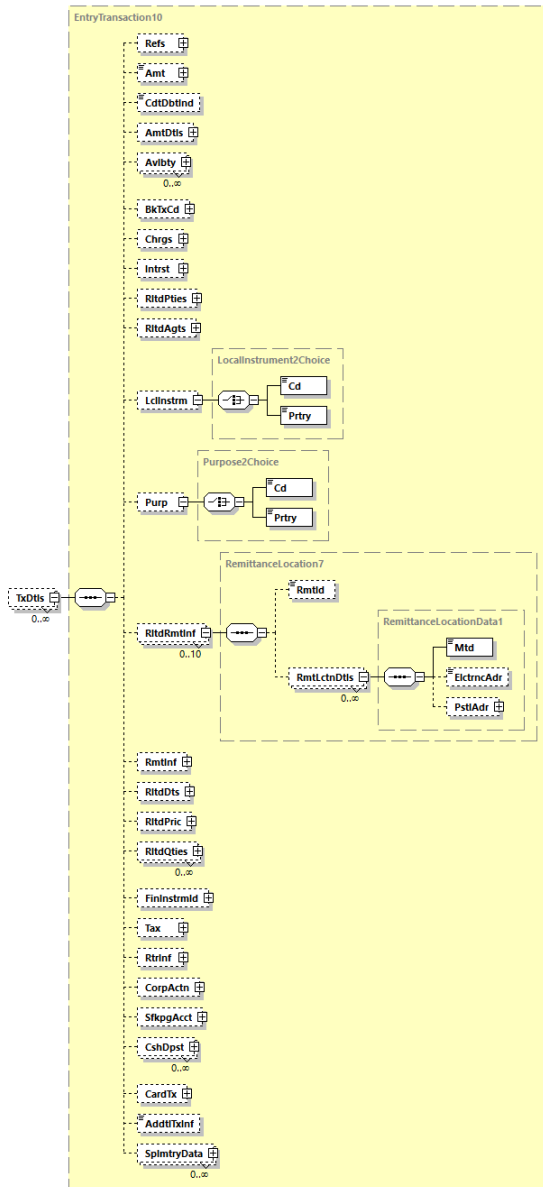 EntryTransaction10
Refs
Amt
CdtDbtInd
AmtDtls
Avlbty
0..∞
BkTxCd
Chrgs
Intrst
RltdPties
RltdAgts
LocalInstrument2Choice
Cd
LclInstrm
Prtry
Purpose2Choice
Cd
Purp
Prtry
RemittanceLocation7
RmtId
TxDtls
0..∞
RemittanceLocationData1
RltdRmtInf
0..10
Mtd
RmtLctnDtls
0..∞
ElctrncAdr
PstlAdr
RmtInf
RltdDts
RltdPric
RltdQties
0..∞
FinInstrmId
Tax
RtrInf
CorpActn
SfkpgAcct
CshDpst
0..∞
CardTx
AddtlTxInf
SplmtryData
0..∞